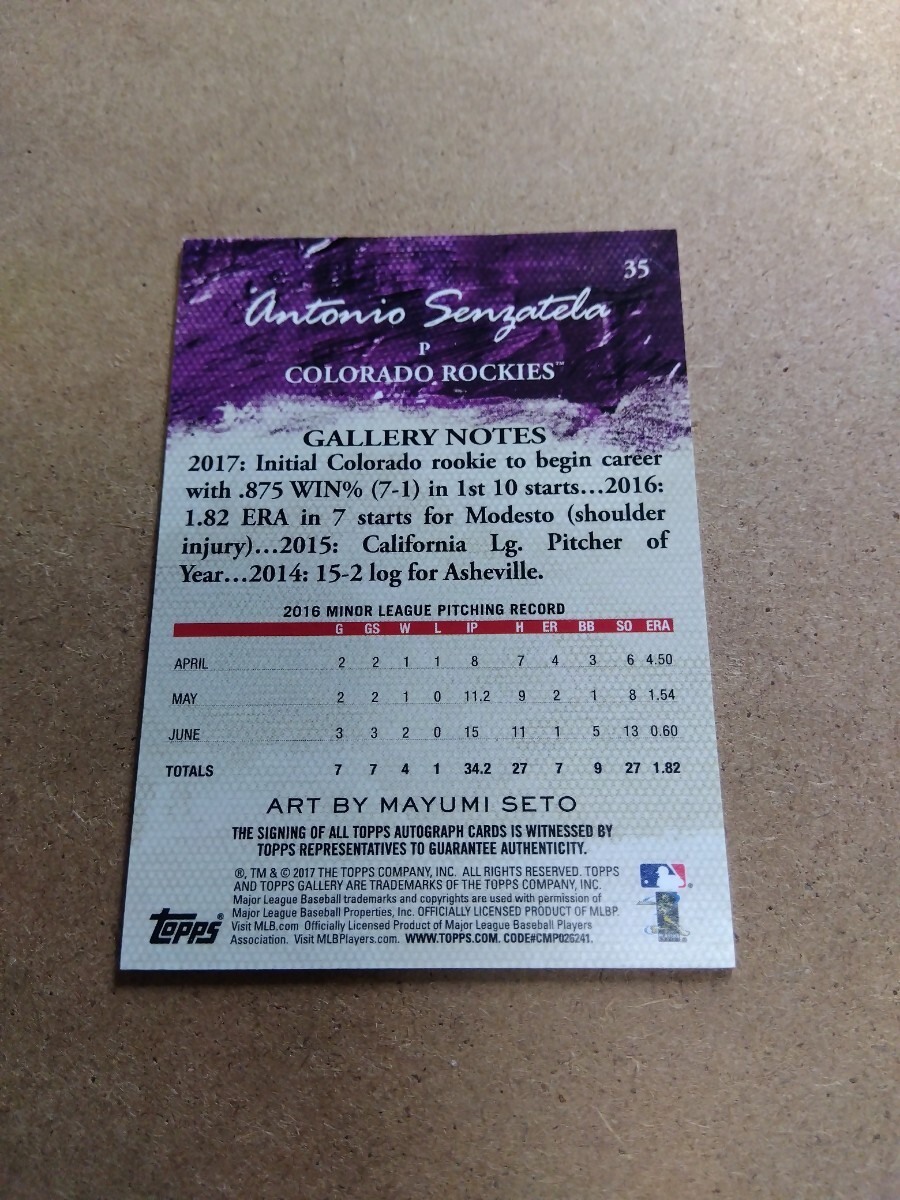 35
Antonio Senzatela
P
COLORADO ROCKIES™
GALLERY NOTES
2017: Initial Colorado rookie to begin career
with .875 WIN% (7-1) in 1st 10 starts...2016:
1.82 ERA in 7 starts for Modesto (shoulder
injury)...2015: California Lg. Pitcher of
Year...2014: 15-2 log for Asheville.
2016 MINOR LEAGUE PITCHING RECORD
G GS W L IP H ER BB SO ERA
APRIL 2 2 1 1 8 7 4 3 6 4.50
MAY 2 2 1 0 11.2 9 2 1 8 1.54
JUNE 3 3 2 0 15 11 1 5 13 0.60
TOTALS 7 7 4 1 34.2 27 7 9 27 1.82
ART BY MAYUMI SETO
THE SIGNING OF ALL TOPPS AUTOGRAPH CARDS IS WITNESSED BY
TOPPS REPRESENTATIVES TO GUARANTEE AUTHENTICITY.
®, TM & © 2017 THE TOPPS COMPANY, INC. ALL RIGHTS RESERVED. TOPPS
AND TOPPS GALLERY ARE TRADEMARKS OF THE TOPPS COMPANY, INC.
Major League Baseball trademarks and copyrights are used with permission of
Major League Baseball Properties, Inc. OFFICIALLY LICENSED PRODUCT OF MLBP.
Visit MLB.com Officially Licensed Product of Major League Baseball Players
Association. Visit MLBPlayers.com. WWW.TOPPS.COM. CODE#CMP026241.
topps®